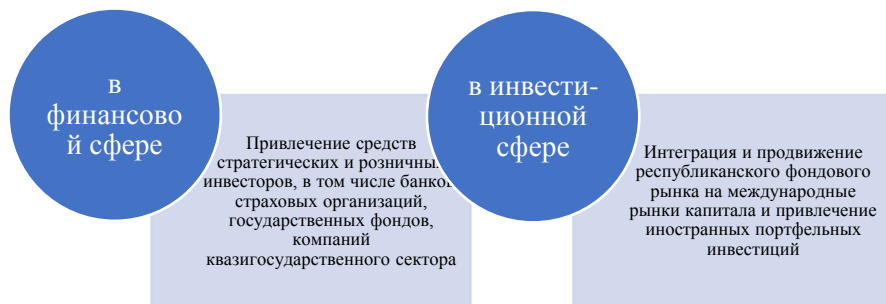 в
финансово
й сфере
Привлечение средств
стратегических и розничных
инвесторов, в том числе банков,
страховых организаций,
государственных фондов,
компаний
квазигосударственного сектора
в инвести-
ционной
сфере
Интеграция и продвижение
республиканского фондового
рынка на международные
рынки капитала и привлечение
иностранных портфельных
инвестиций